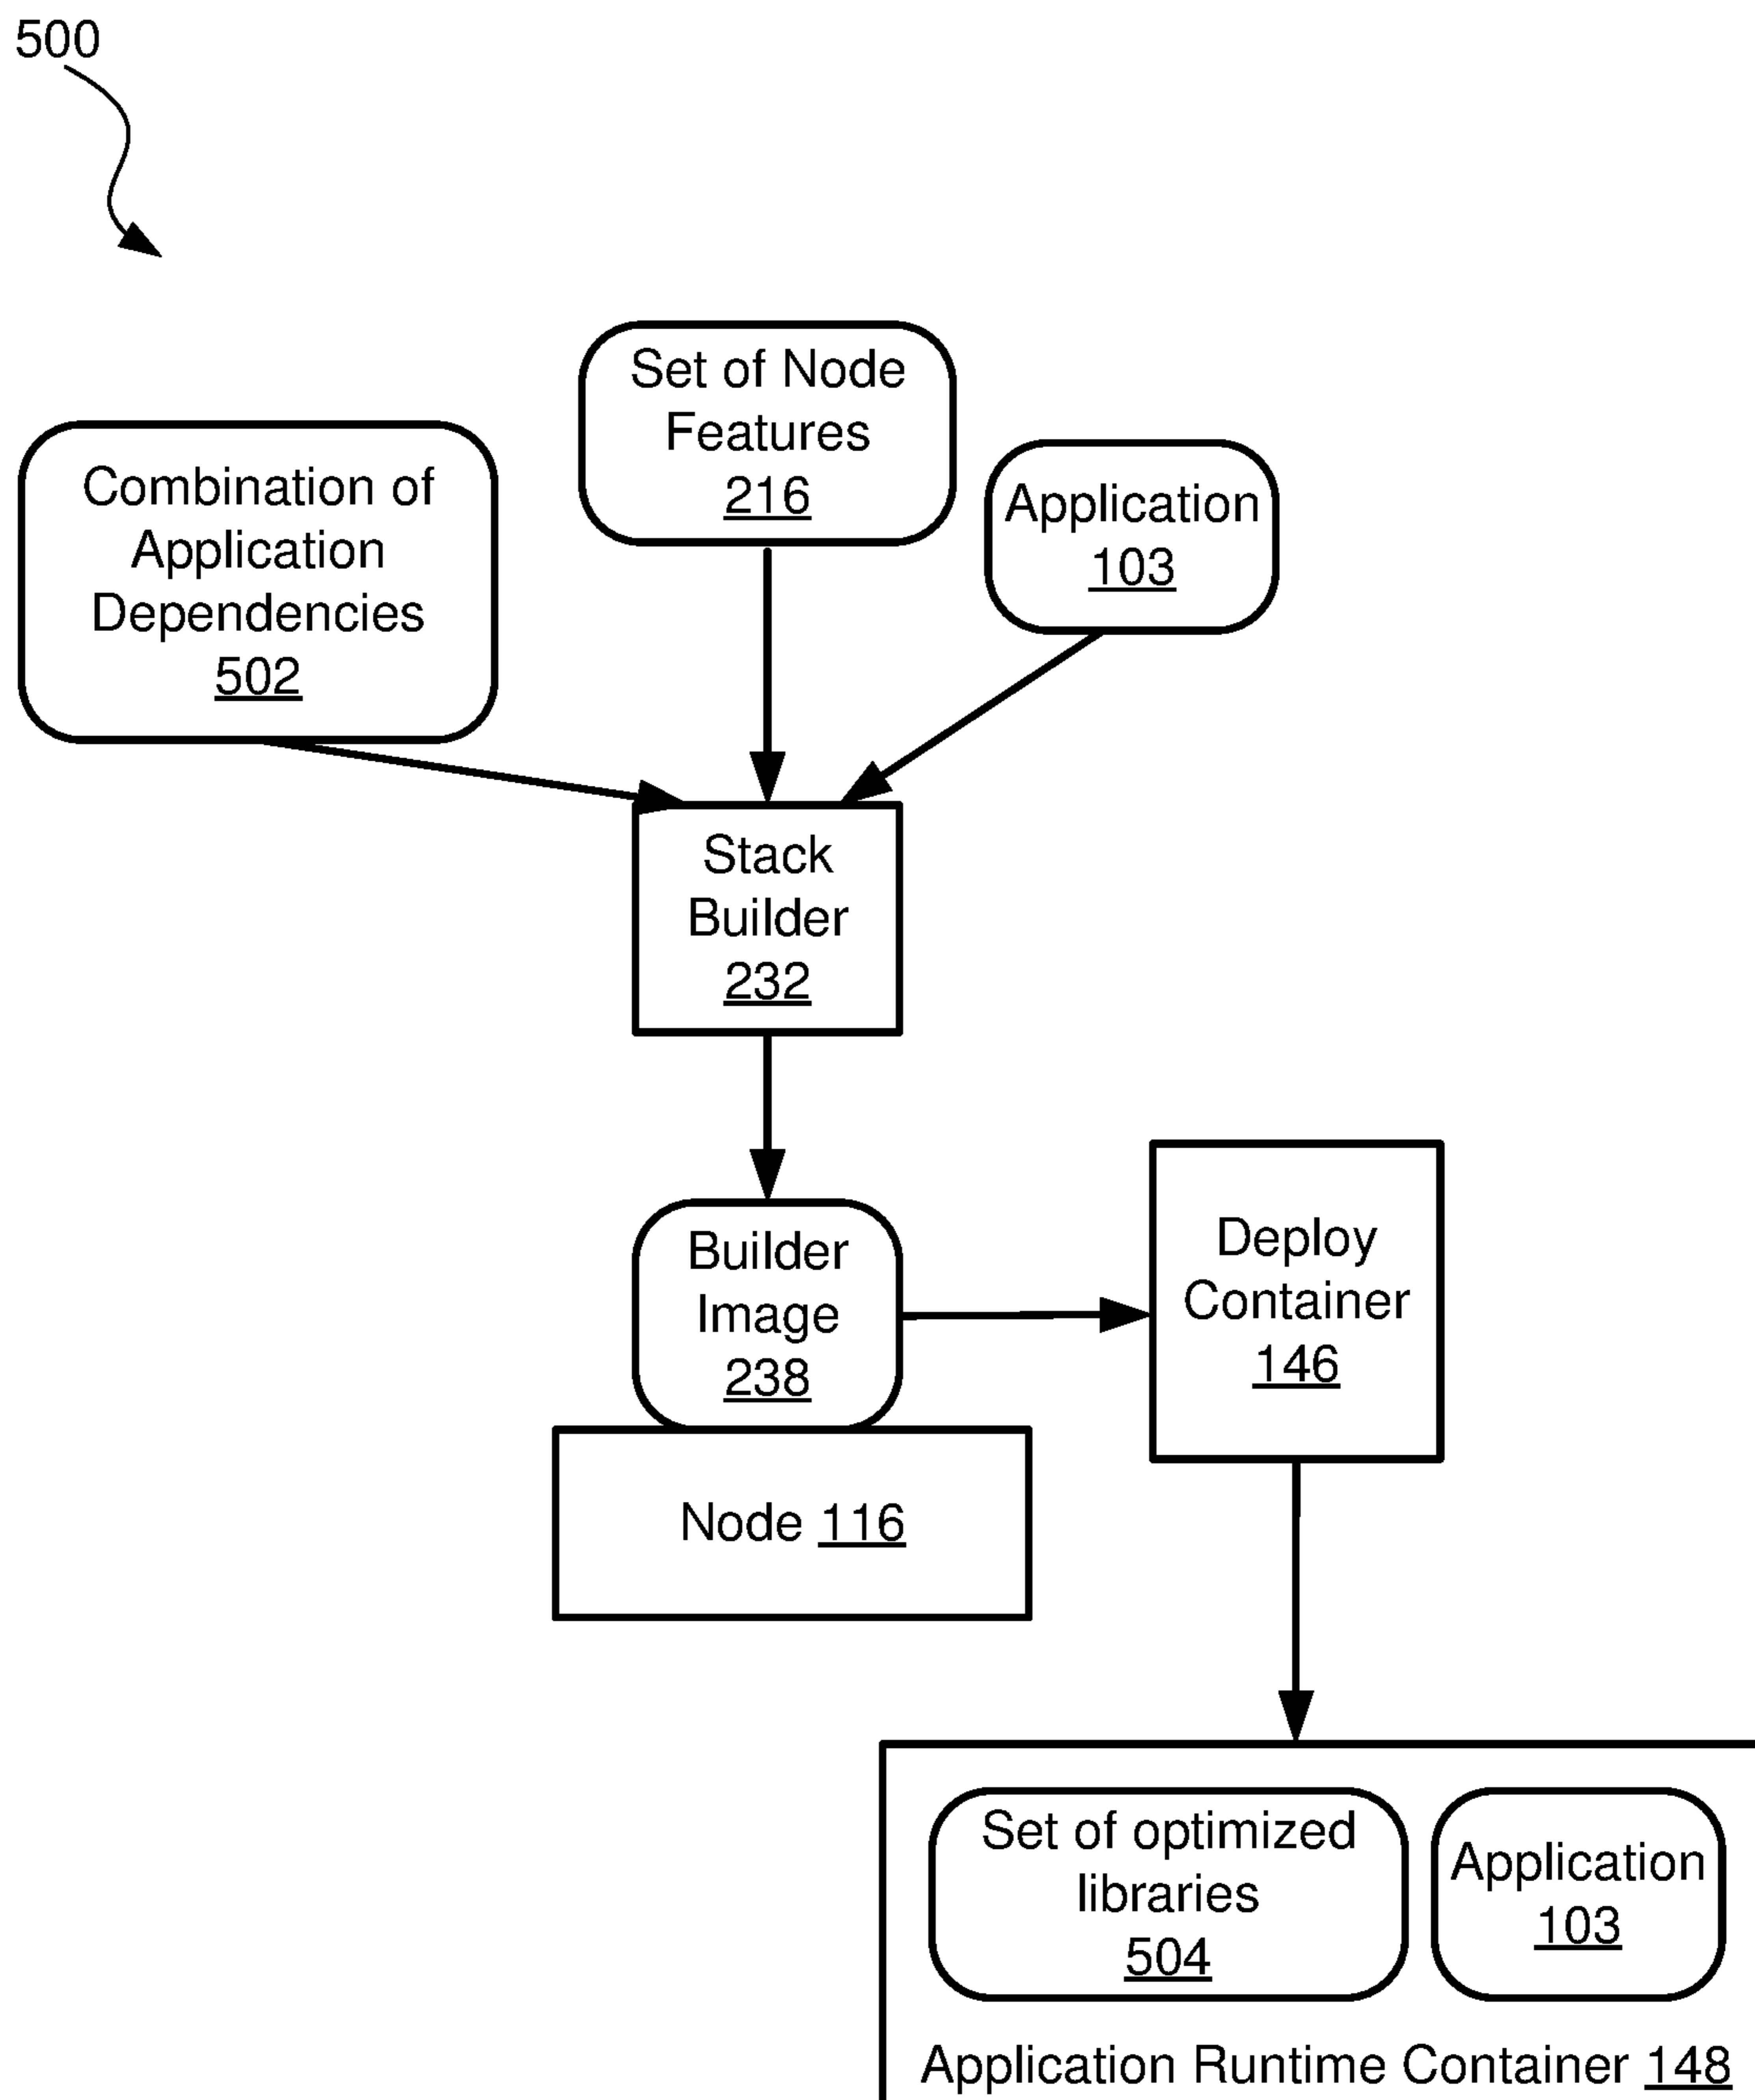 500
Set of Node
Features
216
Combination of
Application
Dependencies
502
Application
103
Stack
Builder
232
Builder
Image
238
Deploy
Container
146
Node 116
Set of optimized
libraries
504
Application
103
Application Runtime Container 148